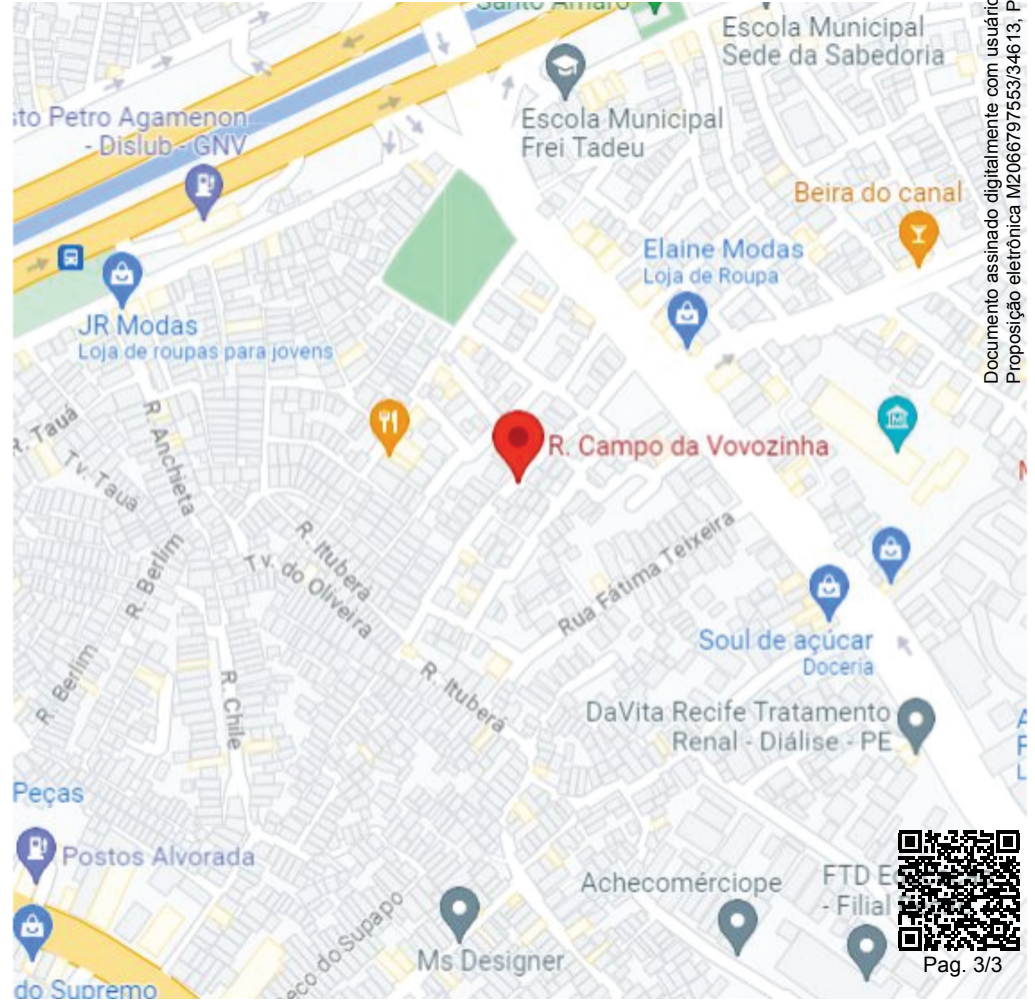 Santo Amaro
Escola Municipal
Sede da Sabedoria
Escola Municipal
Frei Tadeu
sto Petro Agamenon
- Dislub - GNV
Beira do canal
Elaine Modas
Loja de Roupa
JR Modas
Loja de roupas para jovens
R. Tauá
Tv. Tauá
R. Anchieta
R. Campo da Vovozinha
R. Berlim
R. Ituberá
Tv. do Oliveira
Rua Fátima Teixeira
Soul de açúcar
Doceria
R. Berlim
R. Chile
R. Ituberá
DaVita Recife Tratamento
Renal - Diálise - PE
Peças
Postos Alvorada
Achecomérciope
FTD E
- Filial
eco do Supapo
Ms Designer
do Supremo
Documento assinado digitalmente com usuário
Proposição eletrônica M2066797553/34613, P
Pag. 3/3